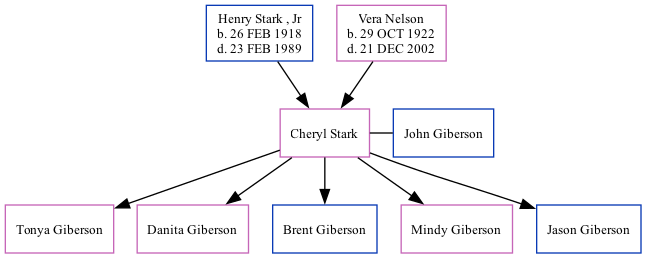 Henry Stark , Jr
b. 26 FEB 1918
d. 23 FEB 1989
Vera Nelson
b. 29 OCT 1922
d. 21 DEC 2002
Cheryl Stark
John Giberson
Tonya Giberson
Danita Giberson
Brent Giberson
Mindy Giberson
Jason Giberson